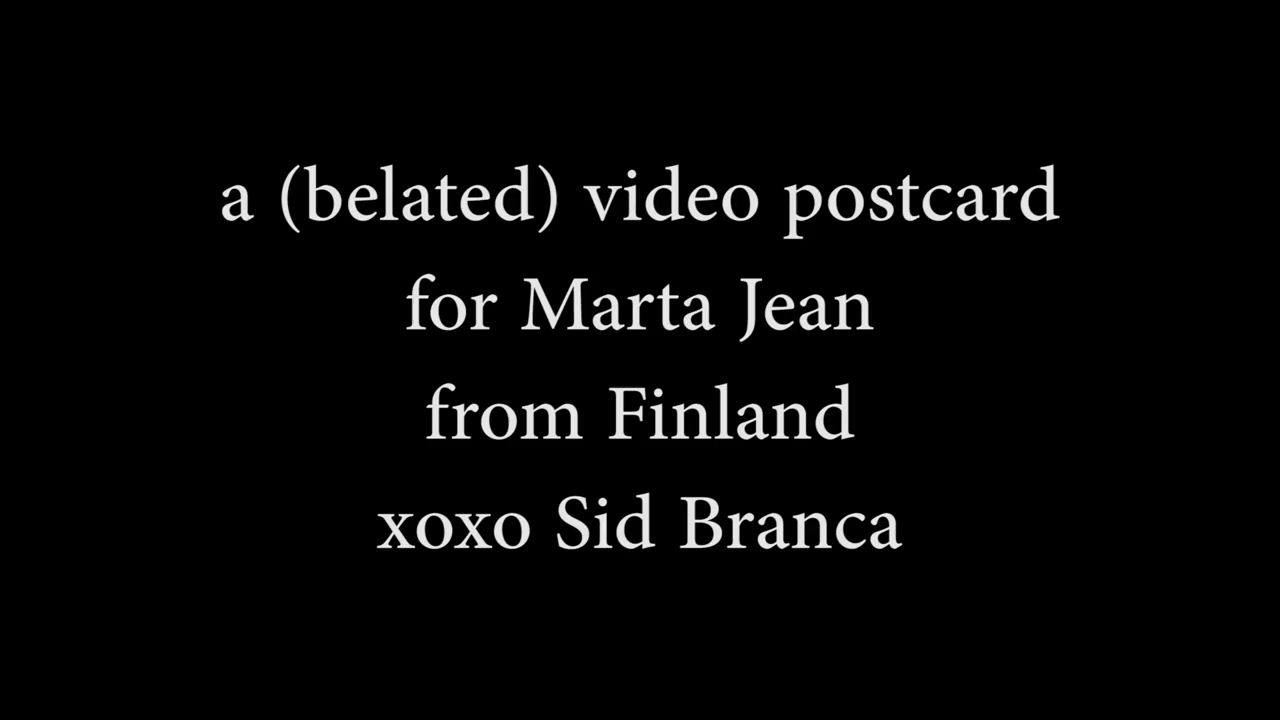 a (belated) video postcard
for Marta Jean
from Finland
xoxo Sid Branca